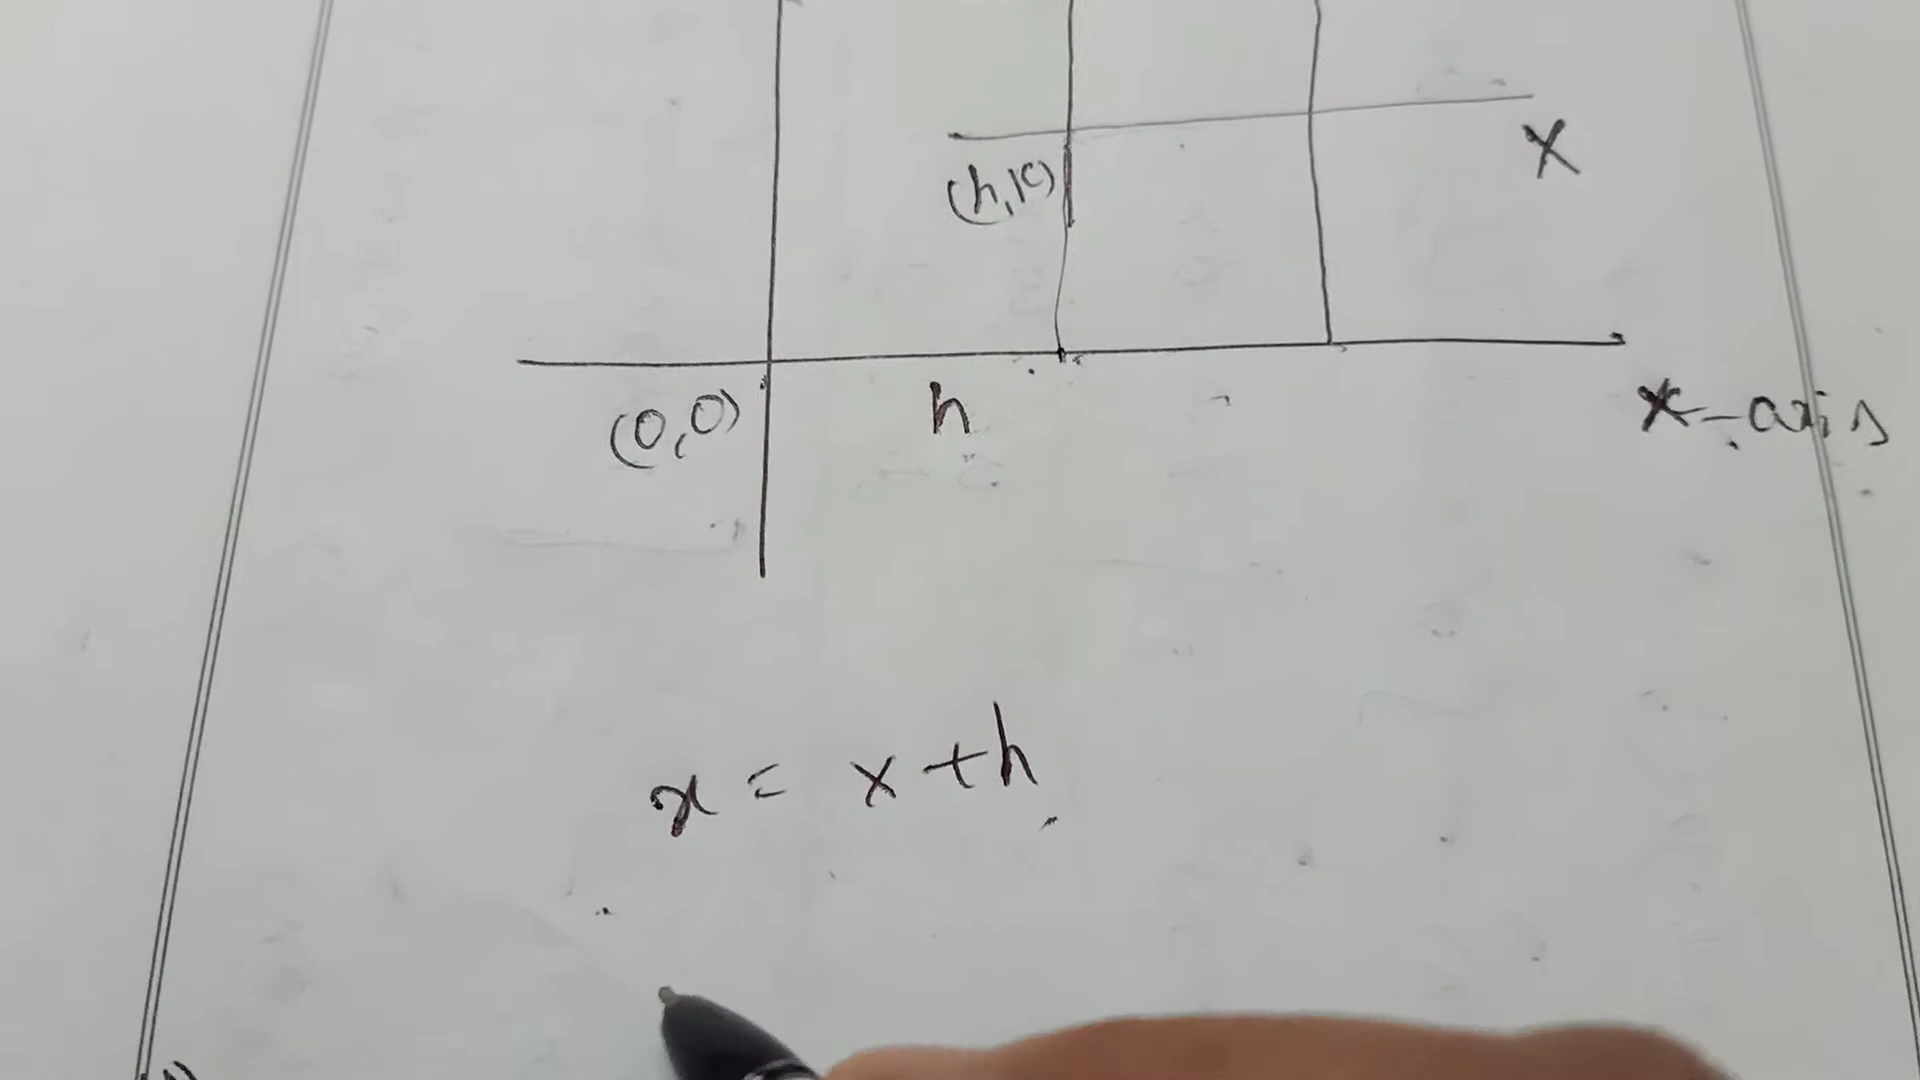 X
(h,k)
(0,0)
h
x-axis
x = X + h